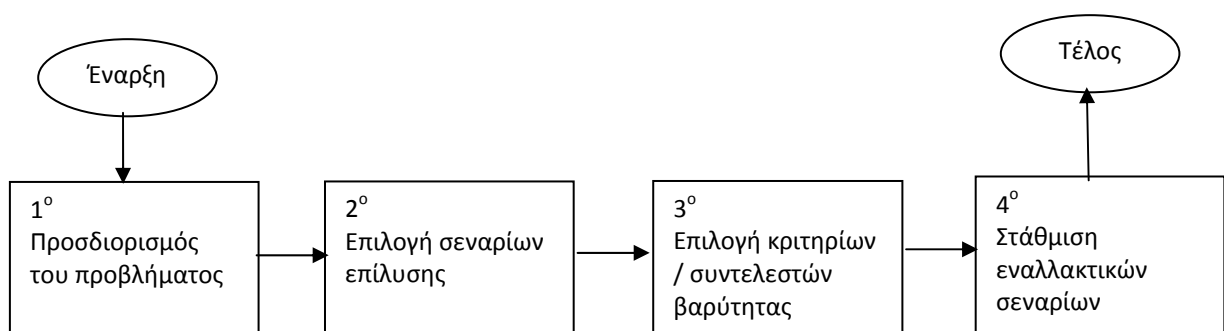 Έναρξη
Τέλος
1ο
Προσδιορισμός
του προβλήματος
2ο
Επιλογή σεναρίων
επίλυσης
3ο
Επιλογή κριτηρίων
/ συντελεστών
βαρύτητας
4ο
Στάθμιση
εναλλακτικών
σεναρίων